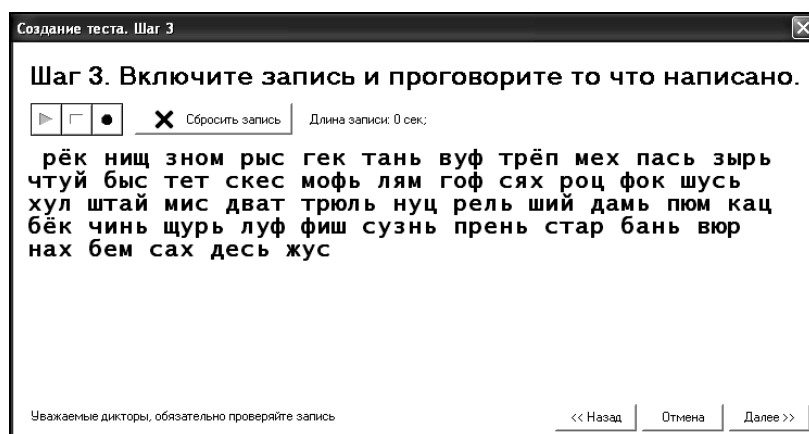 Создание теста. Шаг 3
Шаг 3. Включите запись и проговорите то что написано.
Сбросить запись Длина записи: 0 сек;
рёк нищ зном рыс гек тань вуф трёп мех пась зырь
чтуй быс тет скес мофь лям гоф сях роц фок шусь
хул штай мис дват трюль нуц рель ший дамь пюм кац
бёк чинь щурь луф фиш сузнь прень стар бань вюр
нах бем сах десь жус
Уважаемые дикторы, обязательно проверяйте запись << Назад Отмена Далее >>